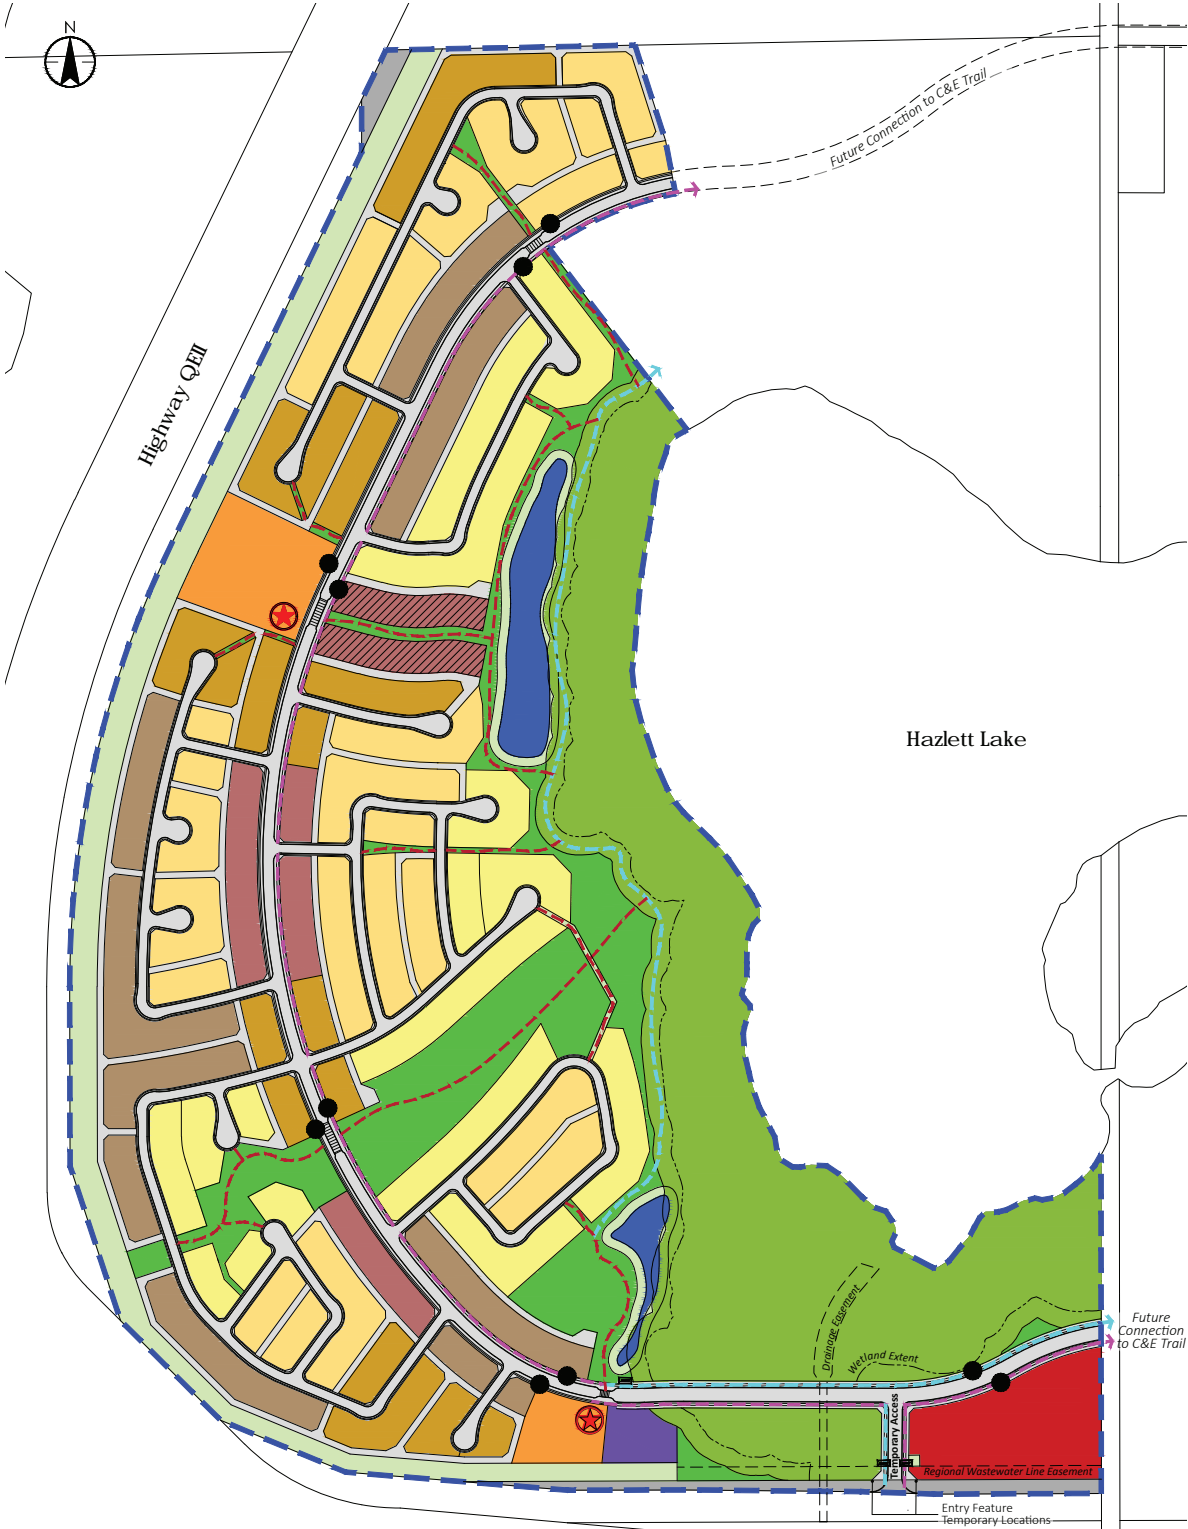 N
Future Connection to C&E Trail
Highway QEII
Hazlett Lake
Drainage Easement
Wetland Extent
Future
Connection
to C&E Trail
Temporary Access
Regional Wastewater Line Easement
Entry Feature
Temporary Locations